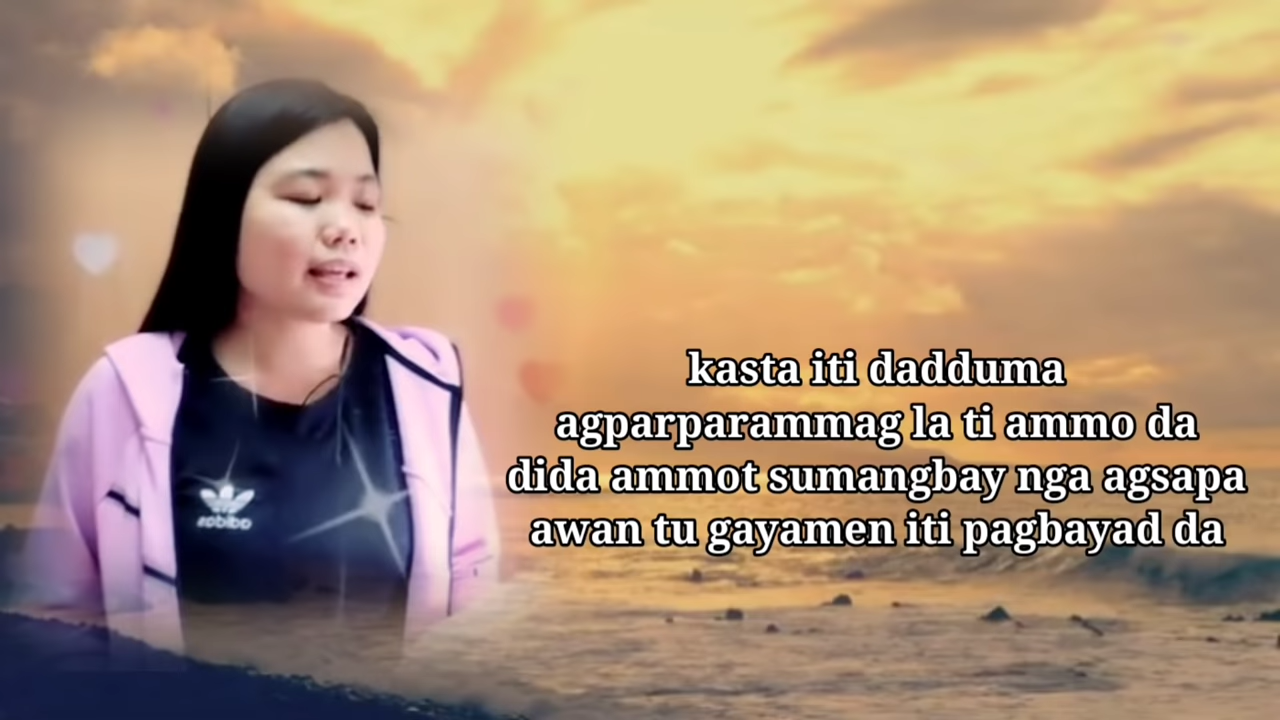 kasta iti dadduma
agparparammag la ti ammo da
dida ammot sumangbay nga agsapa
awan tu gayamen iti pagbayad da